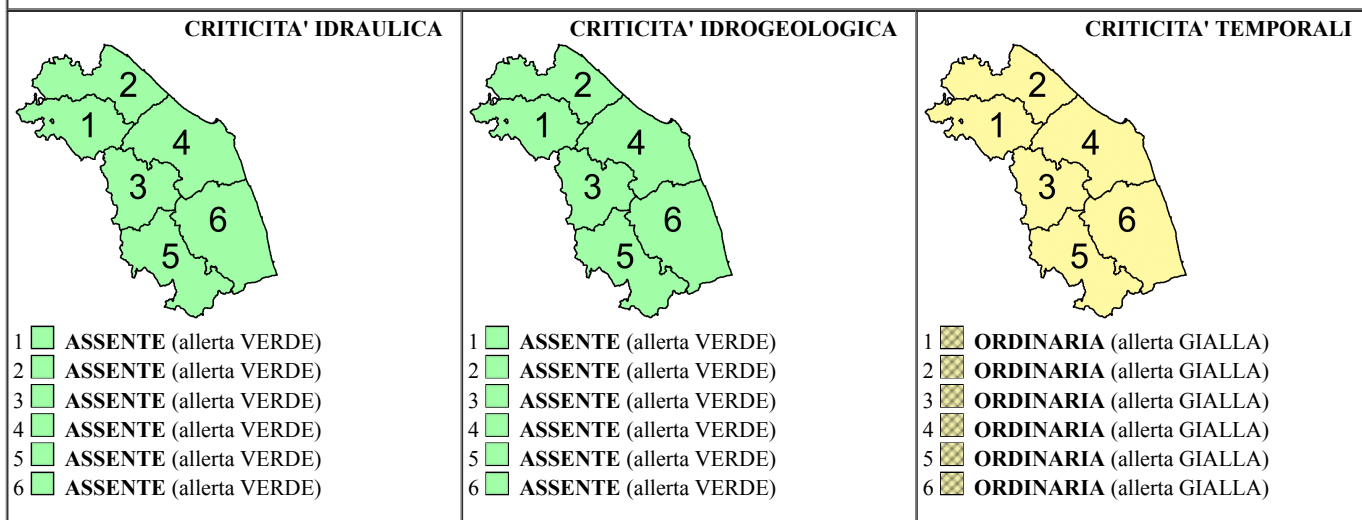 CRITICITA' IDRAULICA
2
1
4
3
6
5
1 ASSENTE (allerta VERDE)
2 ASSENTE (allerta VERDE)
3 ASSENTE (allerta VERDE)
4 ASSENTE (allerta VERDE)
5 ASSENTE (allerta VERDE)
6 ASSENTE (allerta VERDE)
CRITICITA' IDROGEOLOGICA
2
1
4
3
6
5
1 ASSENTE (allerta VERDE)
2 ASSENTE (allerta VERDE)
3 ASSENTE (allerta VERDE)
4 ASSENTE (allerta VERDE)
5 ASSENTE (allerta VERDE)
6 ASSENTE (allerta VERDE)
CRITICITA' TEMPORALI
2
1
4
3
6
5
1 ORDINARIA (allerta GIALLA)
2 ORDINARIA (allerta GIALLA)
3 ORDINARIA (allerta GIALLA)
4 ORDINARIA (allerta GIALLA)
5 ORDINARIA (allerta GIALLA)
6 ORDINARIA (allerta GIALLA)